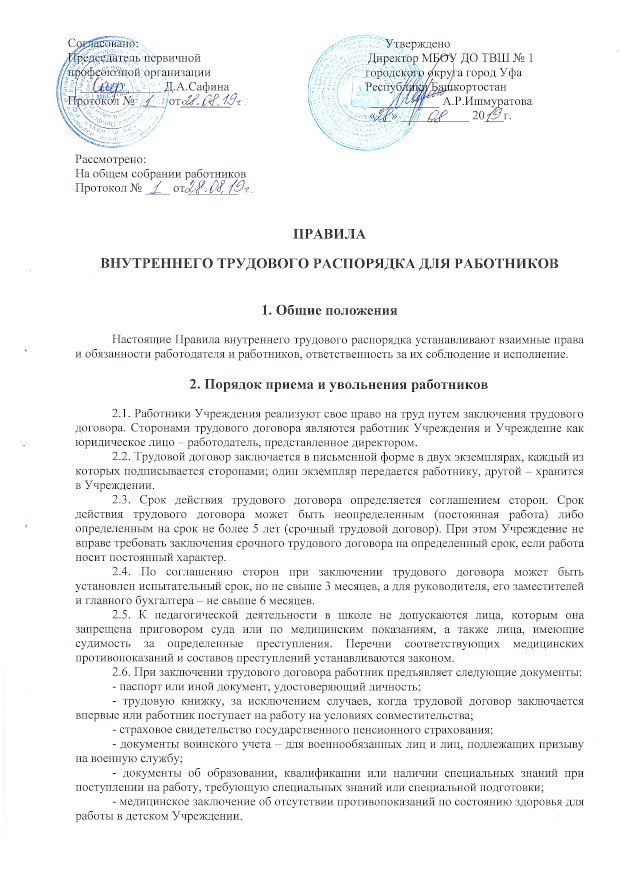 Согласовано:
Утверждено
Председатель первичной
Директор МБОУ ДО ТВШ № 1
профсоюзной организации
городского округа город Уфа
Д.А.Сафина
Республики Башкортостан
Протокол № 1 от 28.08.19г.
А.Р.Ишмуратова
«28» 08 2019 г.
Рассмотрено:
На общем собрании работников
Протокол № 1 от 28.08.19г.
ПРАВИЛА
ВНУТРЕННЕГО ТРУДОВОГО РАСПОРЯДКА ДЛЯ РАБОТНИКОВ
1. Общие положения
Настоящие Правила внутреннего трудового распорядка устанавливают взаимные права
и обязанности работодателя и работников, ответственность за их соблюдение и исполнение.
2. Порядок приема и увольнения работников
2.1. Работники Учреждения реализуют свое право на труд путем заключения трудового
договора. Сторонами трудового договора являются работник Учреждения и Учреждение как
юридическое лицо – работодатель, представленное директором.
2.2. Трудовой договор заключается в письменной форме в двух экземплярах, каждый из
которых подписывается сторонами; один экземпляр передается работнику, другой – хранится
в Учреждении.
2.3. Срок действия трудового договора определяется соглашением сторон. Срок
действия трудового договора может быть неопределенным (постоянная работа) либо
определенным на срок не более 5 лет (срочный трудовой договор). При этом Учреждение не
вправе требовать заключения срочного трудового договора на определенный срок, если работа
носит постоянный характер.
2.4. По соглашению сторон при заключении трудового договора может быть
установлен испытательный срок, но не свыше 3 месяцев, а для руководителя, его заместителей
и главного бухгалтера – не свыше 6 месяцев.
2.5. К педагогической деятельности в школе не допускаются лица, которым она
запрещена приговором суда или по медицинским показаниям, а также лица, имеющие
судимость за определенные преступления. Перечни соответствующих медицинских
противопоказаний и составов преступлений устанавливаются законом.
2.6. При заключении трудового договора работник предъявляет следующие документы:
- паспорт или иной документ, удостоверяющий личность;
- трудовую книжку, за исключением случаев, когда трудовой договор заключается
впервые или работник поступает на работу на условиях совместительства;
- страховое свидетельство государственного пенсионного страхования;
- документы воинского учета – для военнообязанных лиц и лиц, подлежащих призыву
на военную службу;
- документы об образовании, квалификации или наличии специальных знаний при
поступлении на работу, требующую специальных знаний или специальной подготовки;
- медицинское заключение об отсутствии противопоказаний по состоянию здоровья для
работы в детском Учреждении.